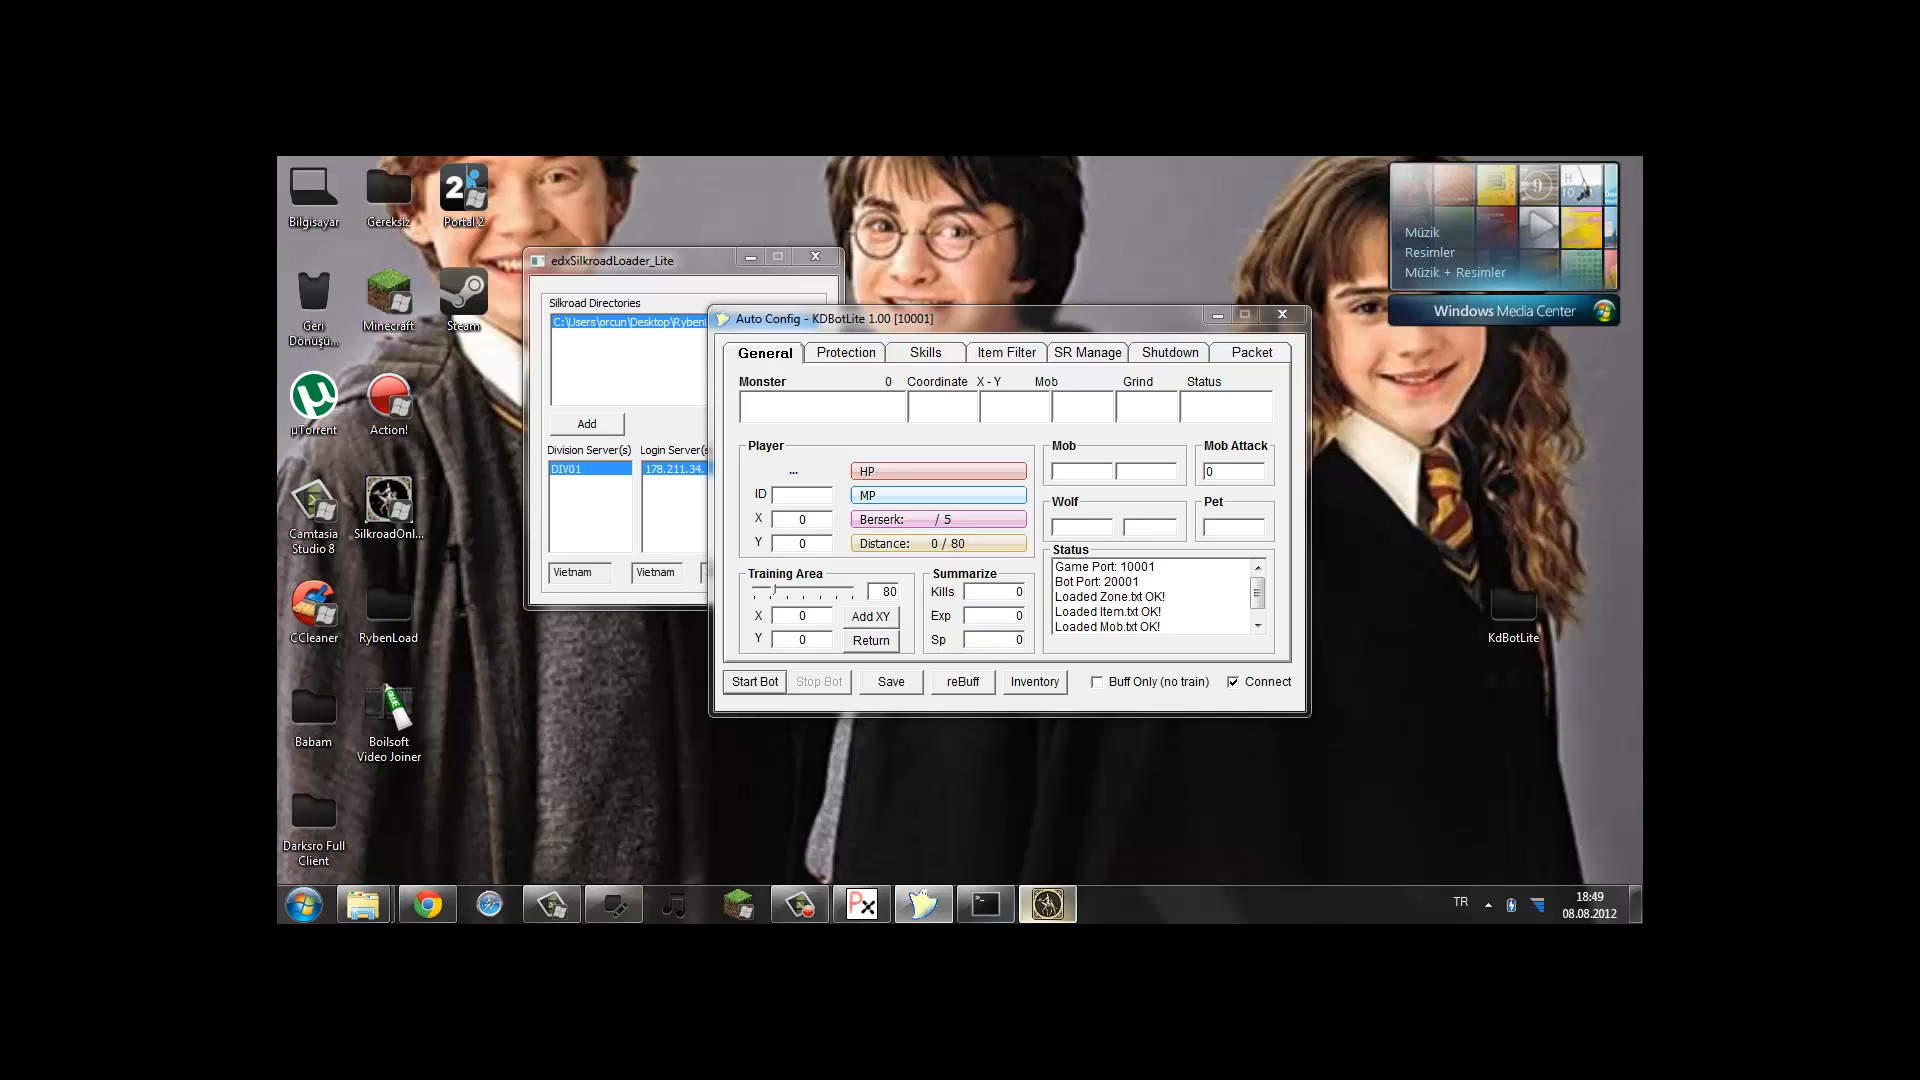 Bilgisayar
Gereksiz
Portal 2
Geri
Dönüşü...
Minecraft
Steam
µTorrent
Action!
Camtasia
Studio 8
SilkroadOnl...
CCleaner
RybenLoad
Babam
Boilsoft
Video Joiner
Darksro Full
Client
edxSilkroadLoader_Lite
Silkroad Directories
C:\Users\orcun\Desktop\Ryben
Add
Division Server(s)
Login Server(s
DIV01
178.211.34.
Vietnam
Vietnam
Auto Config - KDBotLite 1.00 [10001]
General
Protection
Skills
Item Filter
SR Manage
Shutdown
Packet
Monster 0 Coordinate X - Y Mob Grind Status
Player
...
ID
X 0
Y 0
HP
MP
Berserk: / 5
Distance: 0 / 80
Mob
Mob Attack
0
Wolf
Pet
Training Area
80
X 0 Add XY
Y 0 Return
Summarize
Kills 0
Exp 0
Sp 0
Status
Game Port: 10001
Bot Port: 20001
Loaded Zone.txt OK!
Loaded Item.txt OK!
Loaded Mob.txt OK!
Start Bot
Stop Bot
Save
reBuff
Inventory
Buff Only (no train)
Connect
Müzik
Resimler
Müzik + Resimler
Windows Media Center
KdBotLite
TR
18:49
08.08.2012